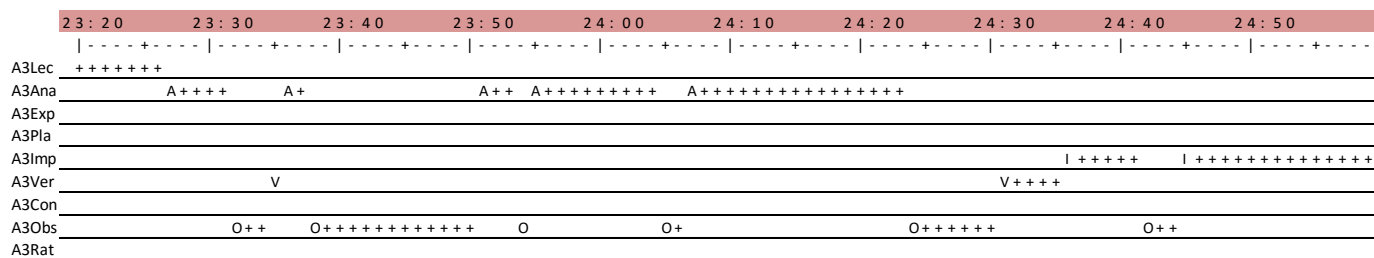 23:20 23:30 23:40 23:50 24:00 24:10 24:20 24:30 24:40 24:50
|----+----|----+----|----+----|----+----|----+----|----+----|----+----|----+----|----+----|----+----
A3Lec +++++++
A3Ana A++++ A+ A++ A+++++++++ A++++++++++++++++
A3Exp
A3Pla
A3Imp I+++++ I++++++++++++++
A3Ver V V++++
A3Con
A3Obs O++ O++++++++++++ O O+ O++++++ O++
A3Rat